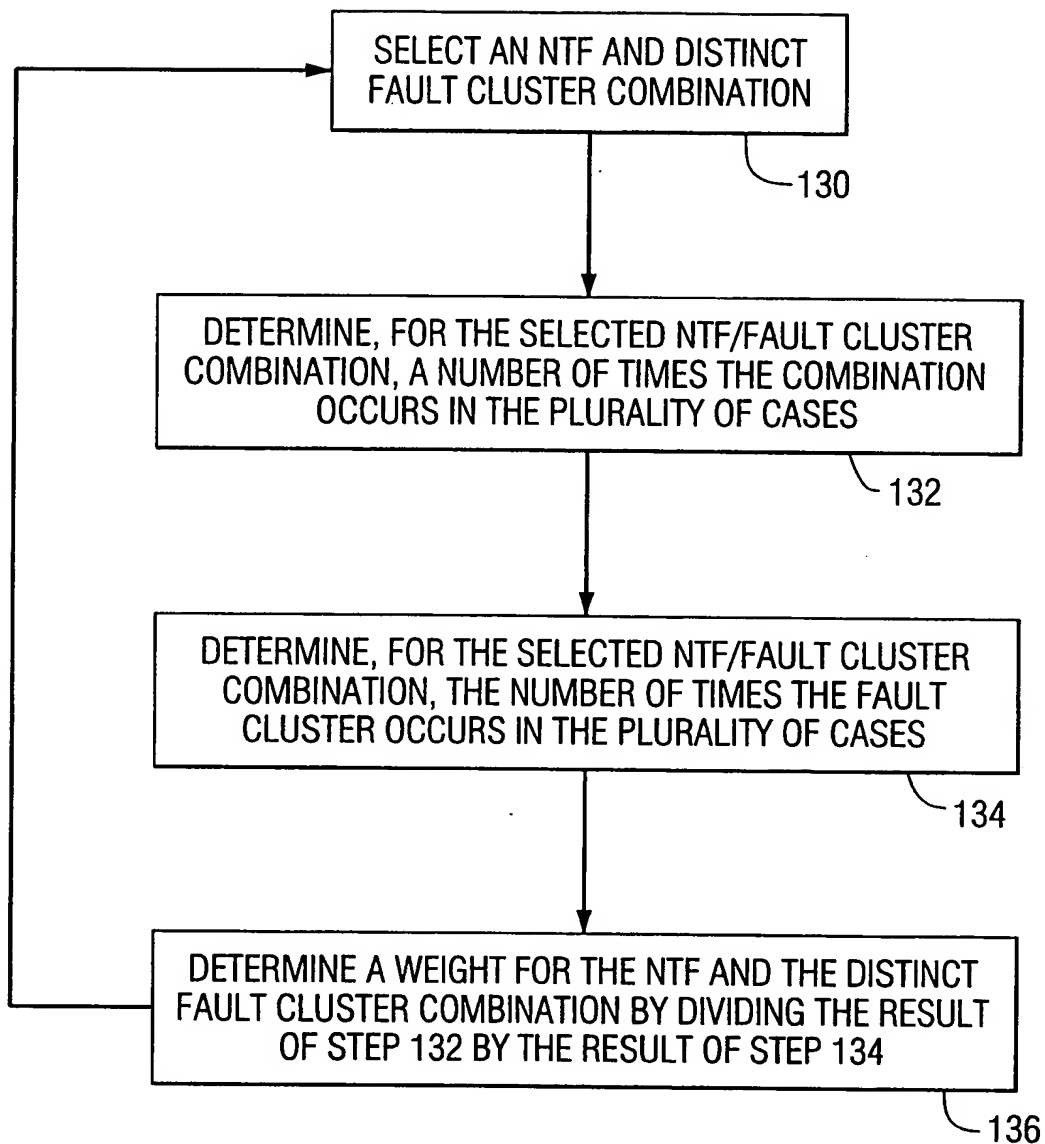 SELECT AN NTF AND DISTINCT
FAULT CLUSTER COMBINATION
130
DETERMINE, FOR THE SELECTED NTF/FAULT CLUSTER
COMBINATION, A NUMBER OF TIMES THE COMBINATION
OCCURS IN THE PLURALITY OF CASES
132
DETERMINE, FOR THE SELECTED NTF/FAULT CLUSTER
COMBINATION, THE NUMBER OF TIMES THE FAULT
CLUSTER OCCURS IN THE PLURALITY OF CASES
134
DETERMINE A WEIGHT FOR THE NTF AND THE DISTINCT
FAULT CLUSTER COMBINATION BY DIVIDING THE RESULT
OF STEP 132 BY THE RESULT OF STEP 134
136